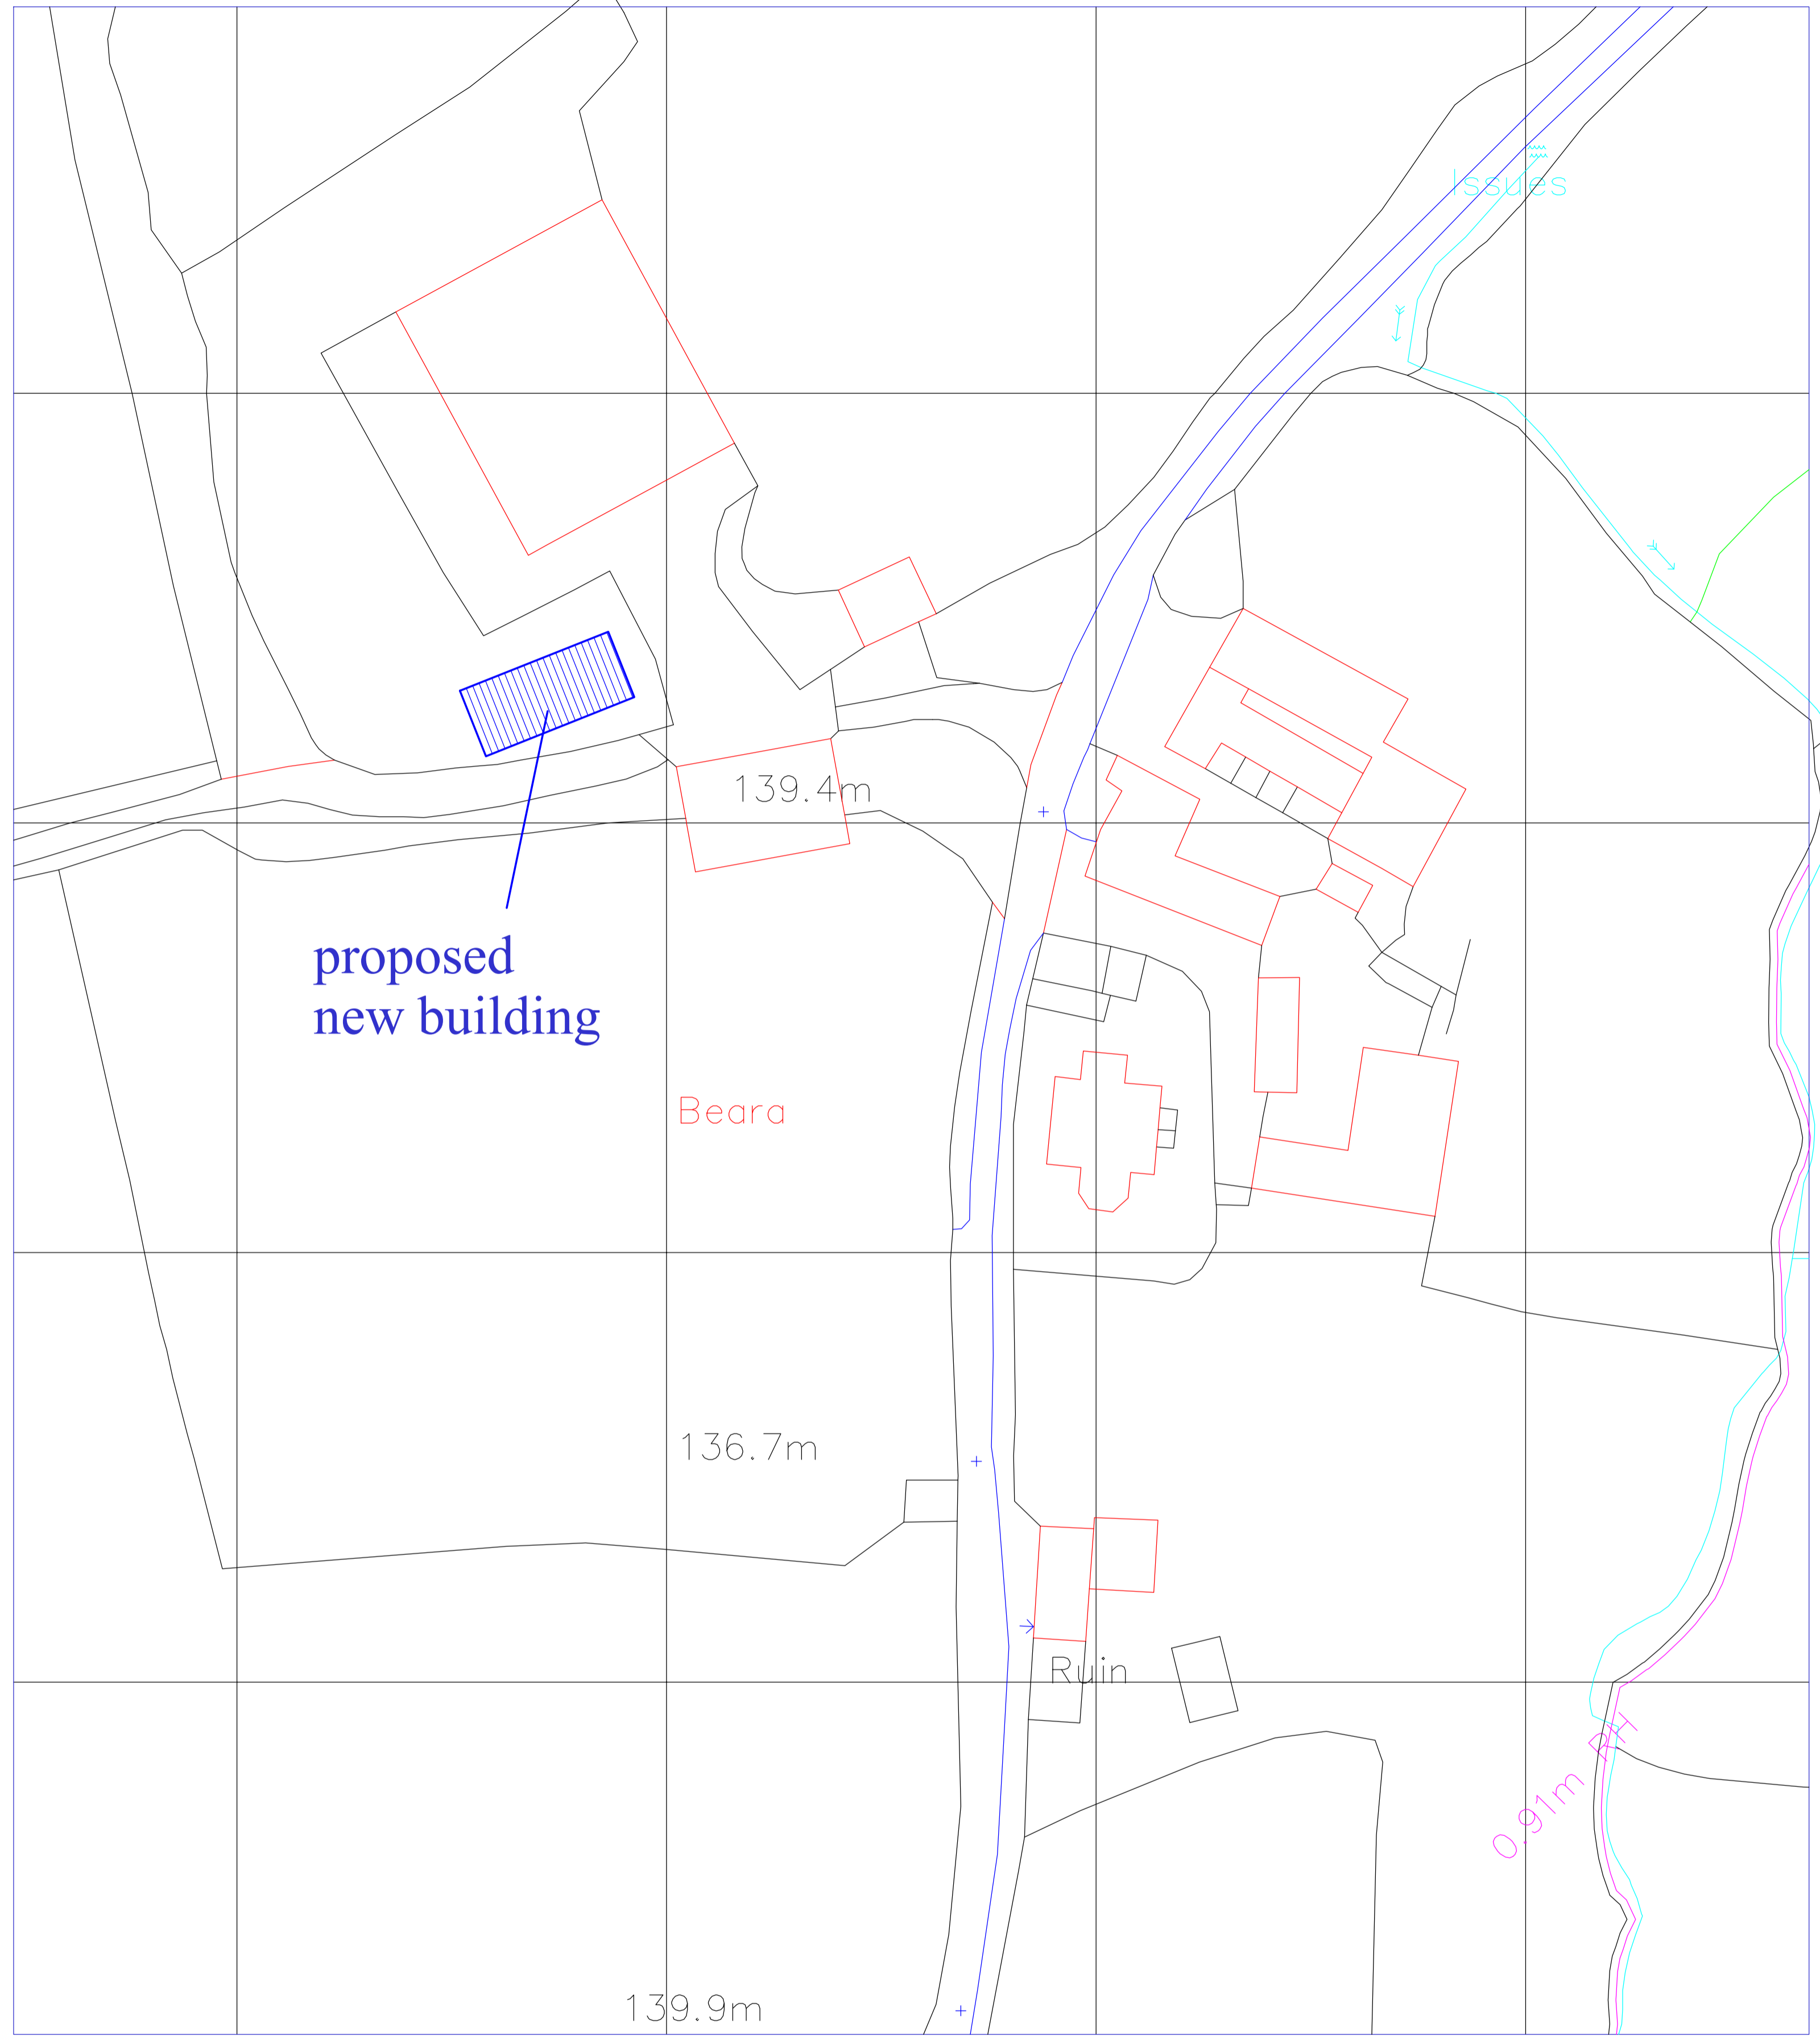 Issues
139.4m
proposed
new building
Beara
136.7m
Ruin
0.91m RH
139.9m